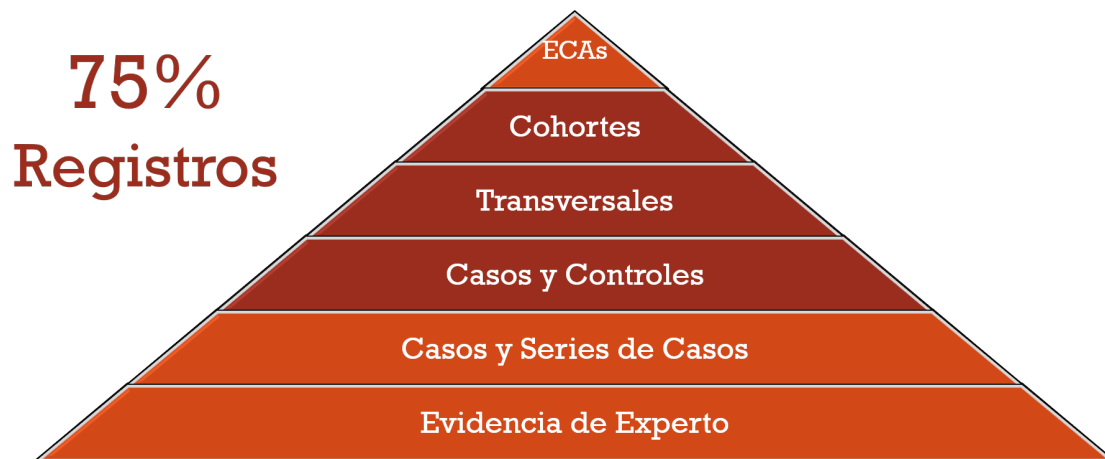 75%
Registros
ECAs
Cohortes
Transversales
Casos y Controles
Casos y Series de Casos
Evidencia de Experto